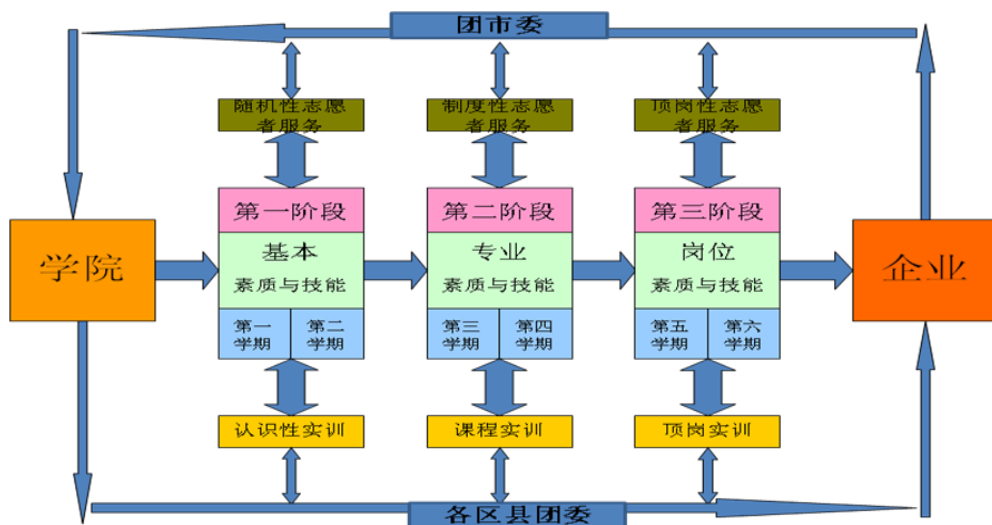 团市委
随机性志愿
者服务
制度性志愿
者服务
顶岗性志愿
者服务
第一阶段
第二阶段
第三阶段
学院
基本
素质与技能
专业
素质与技能
岗位
素质与技能
企业
第一
学期
第二
学期
第三
学期
第四
学期
第五
学期
第六
学期
认识性实训
课程实训
顶岗实训
各区县团委